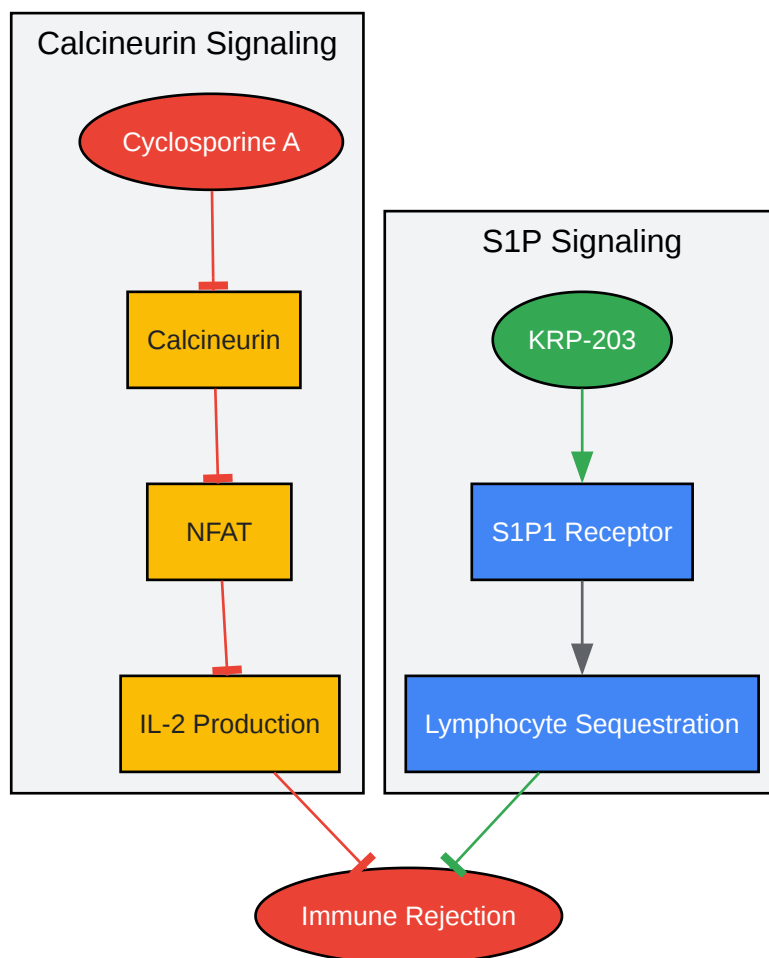 Calcineurin Signaling
Cyclosporine A
Calcineurin
NFAT
IL-2 Production
S1P Signaling
KRP-203
S1P1 Receptor
Lymphocyte Sequestration
Immune Rejection